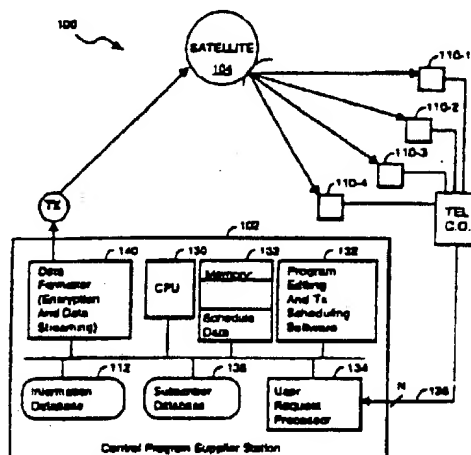 100
SATELLITE
104
110-1
110-2
110-3
110-4
TEL
C.O.
TX
102
140
Data
Formatter
(Encryption
And Data
Streaming)
130
CPU
133
Memory
Schedule
Data
132
Program
Editing
And Tx
Scheduling
Software
Information
Database
112
Subscriber
Database
User
Request
Processor
134
N
Central Program Supplier Station